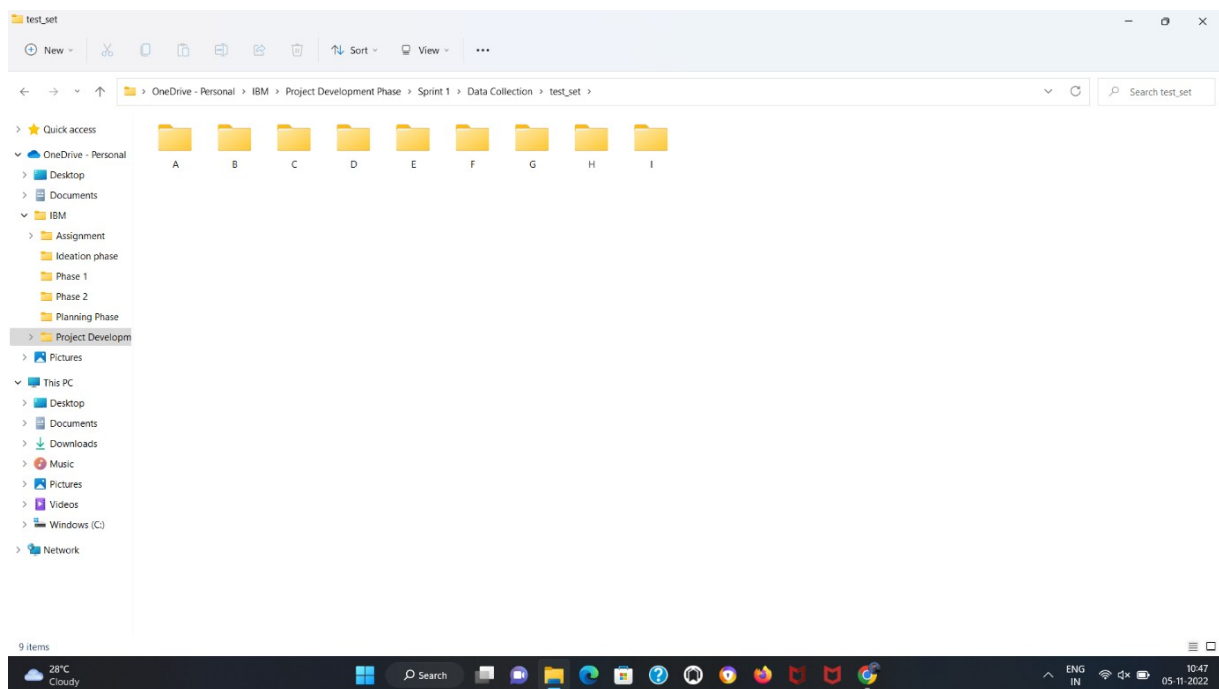 test_set
New
Sort
View
OneDrive - Personal > IBM > Project Development Phase > Sprint 1 > Data Collection > test_set >
Search test_set
Quick access
OneDrive - Personal
Desktop
Documents
IBM
Assignment
Ideation phase
Phase 1
Phase 2
Planning Phase
Project Developm
Pictures
This PC
Desktop
Documents
Downloads
Music
Pictures
Videos
Windows (C:)
Network
A B C D E F G H I
9 items
28°C
Cloudy
Search
ENG
IN
10:47
05-11-2022